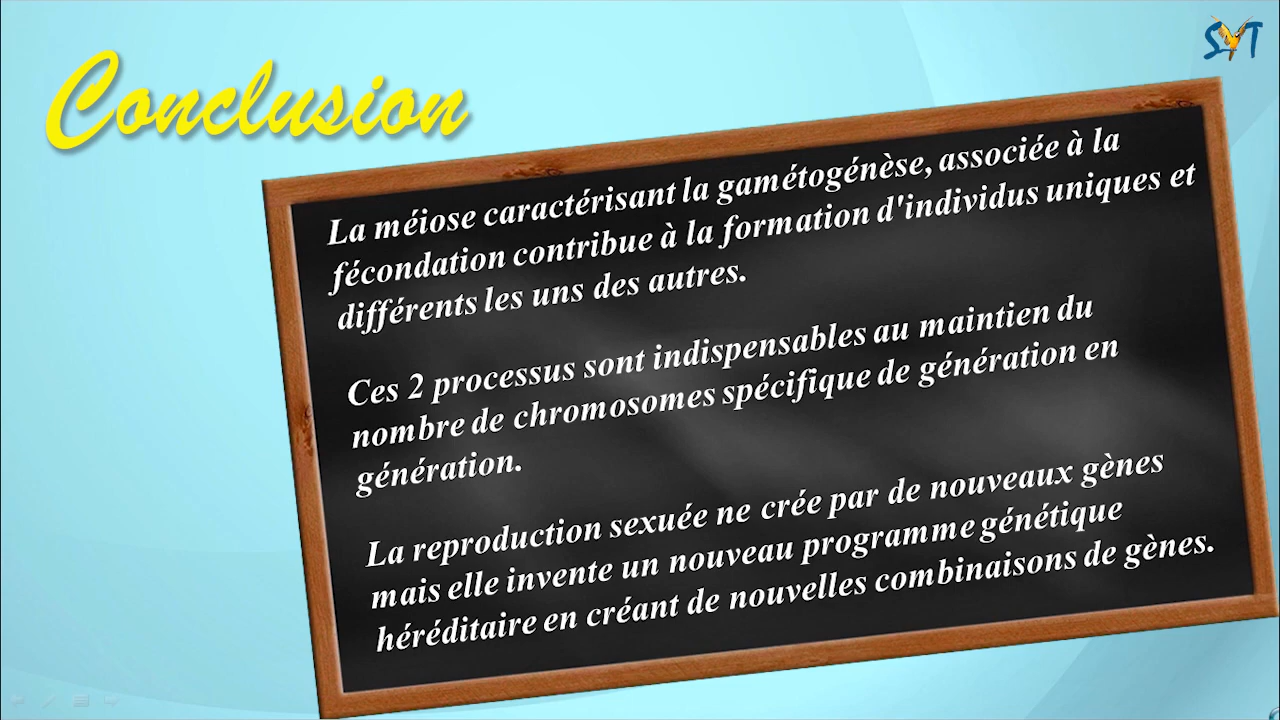 Conclusion
SVT
La méiose caractérisant la gamétogénèse, associée à la
fécondation contribue à la formation d'individus uniques et
différents les uns des autres.
Ces 2 processus sont indispensables au maintien du
nombre de chromosomes spécifique de génération en
génération.
La reproduction sexuée ne crée par de nouveaux gènes
mais elle invente un nouveau programme génétique
héréditaire en créant de nouvelles combinaisons de gènes.